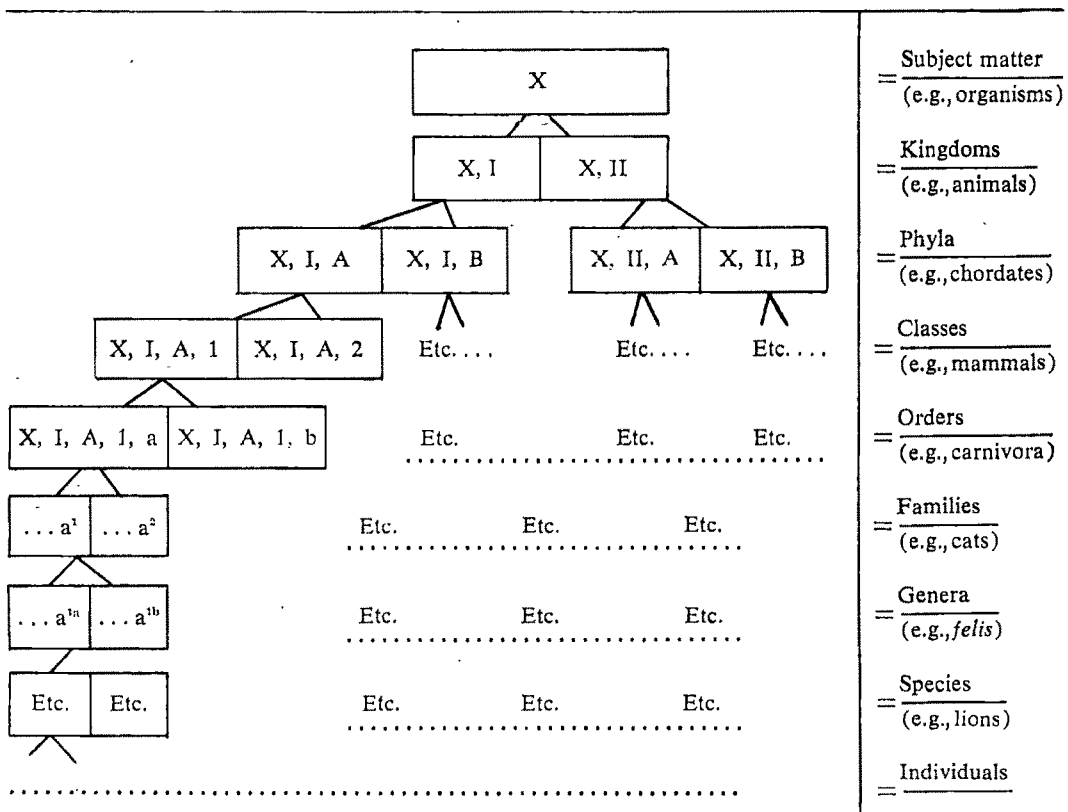 X
= Subject matter
(e.g., organisms)
X, I X, II
= Kingdoms
(e.g., animals)
X, I, A X, I, B X, II, A X, II, B
= Phyla
(e.g., chordates)
X, I, A, 1 X, I, A, 2 Etc.... Etc.... Etc....
= Classes
(e.g., mammals)
X, I, A, 1, a X, I, A, 1, b Etc. Etc. Etc.
= Orders
(e.g., carnivora)
... a¹ ... a² Etc. Etc. Etc.
= Families
(e.g., cats)
... a¹ᵃ ... a¹ᵇ Etc. Etc. Etc.
= Genera
(e.g., felis)
Etc. Etc. Etc. Etc. Etc.
= Species
(e.g., lions)
= Individuals